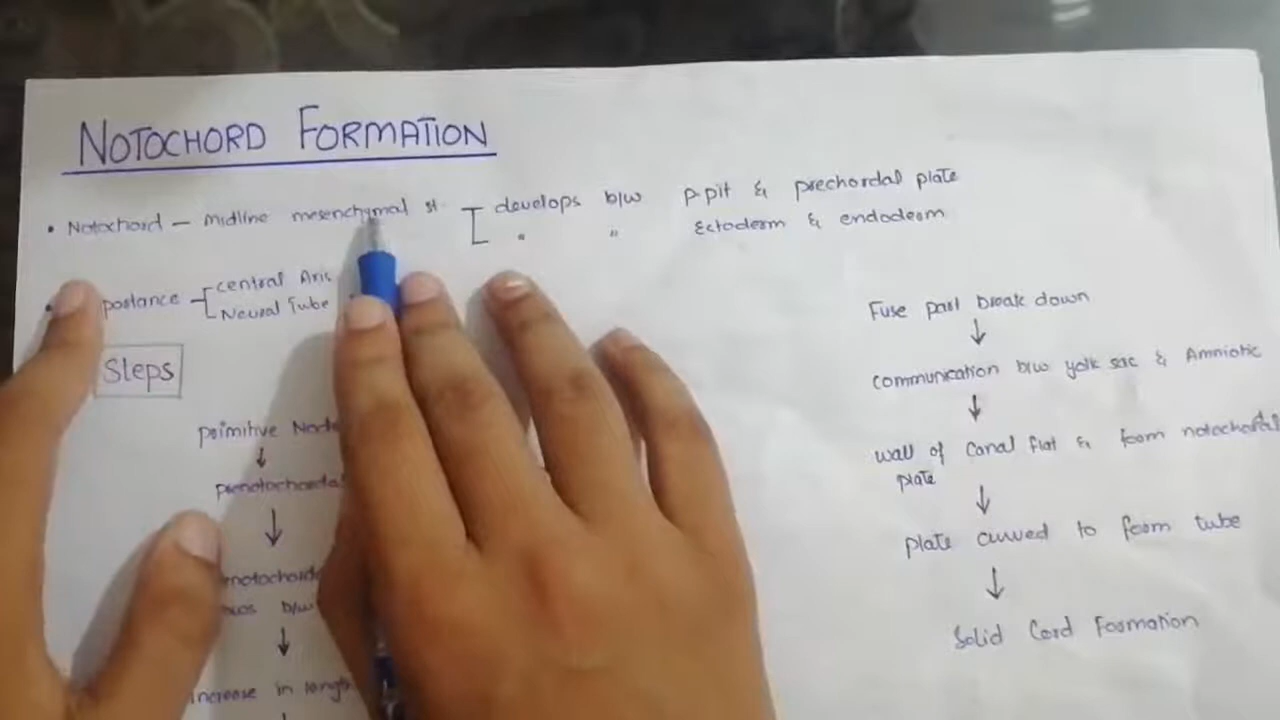 NOTOCHORD FORMATION
• Notochord – Midline mesenchymal st. develops b/w p.pit & prechordal plate
" " Ectoderm & endoderm
central Axis
Neural Tube
Steps
primitive Node
↓
↓
b/w
↓
Increase in length
Fuse part break down
↓
communication b/w yolk sac & Amniotic
↓
wall of Canal flat & form notochordal
plate
↓
plate curved to form tube
↓
Solid Cord Formation